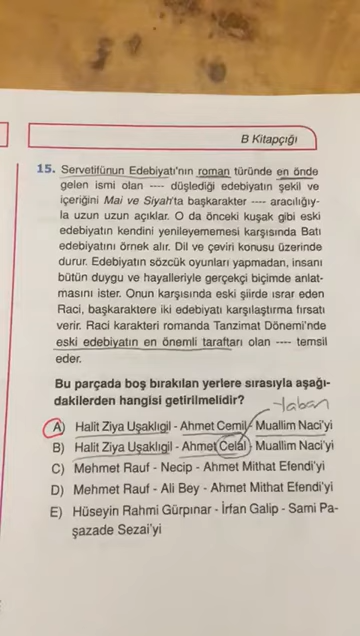 B Kitapçığı
15. Servetifünun Edebiyatı'nın roman türünde en önde
gelen ismi olan ---- düşlediği edebiyatın şekil ve
içeriğini Mai ve Siyah'ta başkarakter ---- aracılığıy-
la uzun uzun açıklar. O da önceki kuşak gibi eski
edebiyatın kendini yenileyememesi karşısında Batı
edebiyatını örnek alır. Dil ve çeviri konusu üzerinde
durur. Edebiyatın sözcük oyunları yapmadan, insanı
bütün duygu ve hayalleriyle gerçekçi biçimde anlat-
masını ister. Onun karşısında eski şiirde ısrar eden
Raci, başkaraktere iki edebiyatı karşılaştırma fırsatı
verir. Raci karakteri romanda Tanzimat Dönemi'nde
eski edebiyatın en önemli taraftarı olan ---- temsil
eder.
Bu parçada boş bırakılan yerlere sırasıyla aşağı-
dakilerden hangisi getirilmelidir?
Yaban
A) Halit Ziya Uşaklıgil - Ahmet Cemil - Muallim Naci'yi
B) Halit Ziya Uşaklıgil - Ahmet Celal - Muallim Naci'yi
C) Mehmet Rauf - Necip - Ahmet Mithat Efendi'yi
D) Mehmet Rauf - Ali Bey - Ahmet Mithat Efendi'yi
E) Hüseyin Rahmi Gürpınar - İrfan Galip - Sami Pa-
şazade Sezai'yi